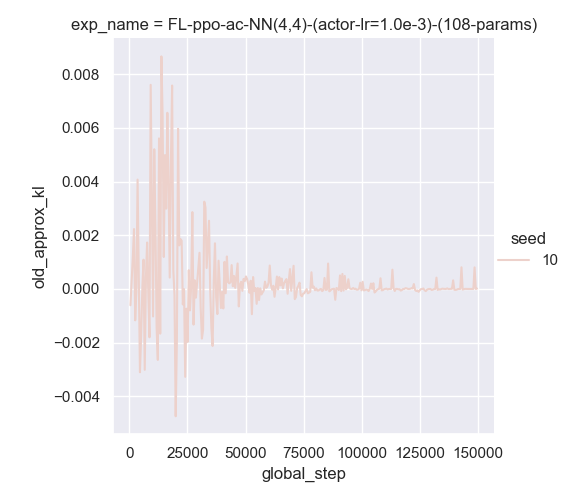 exp_name = FL-ppo-ac-NN(4,4)-(actor-lr=1.0e-3)-(108-params)
0.008
0.006
0.004
0.002
0.000
−0.002
−0.004
old_approx_kl
0 25000 50000 75000 100000 125000 150000
global_step
seed
10